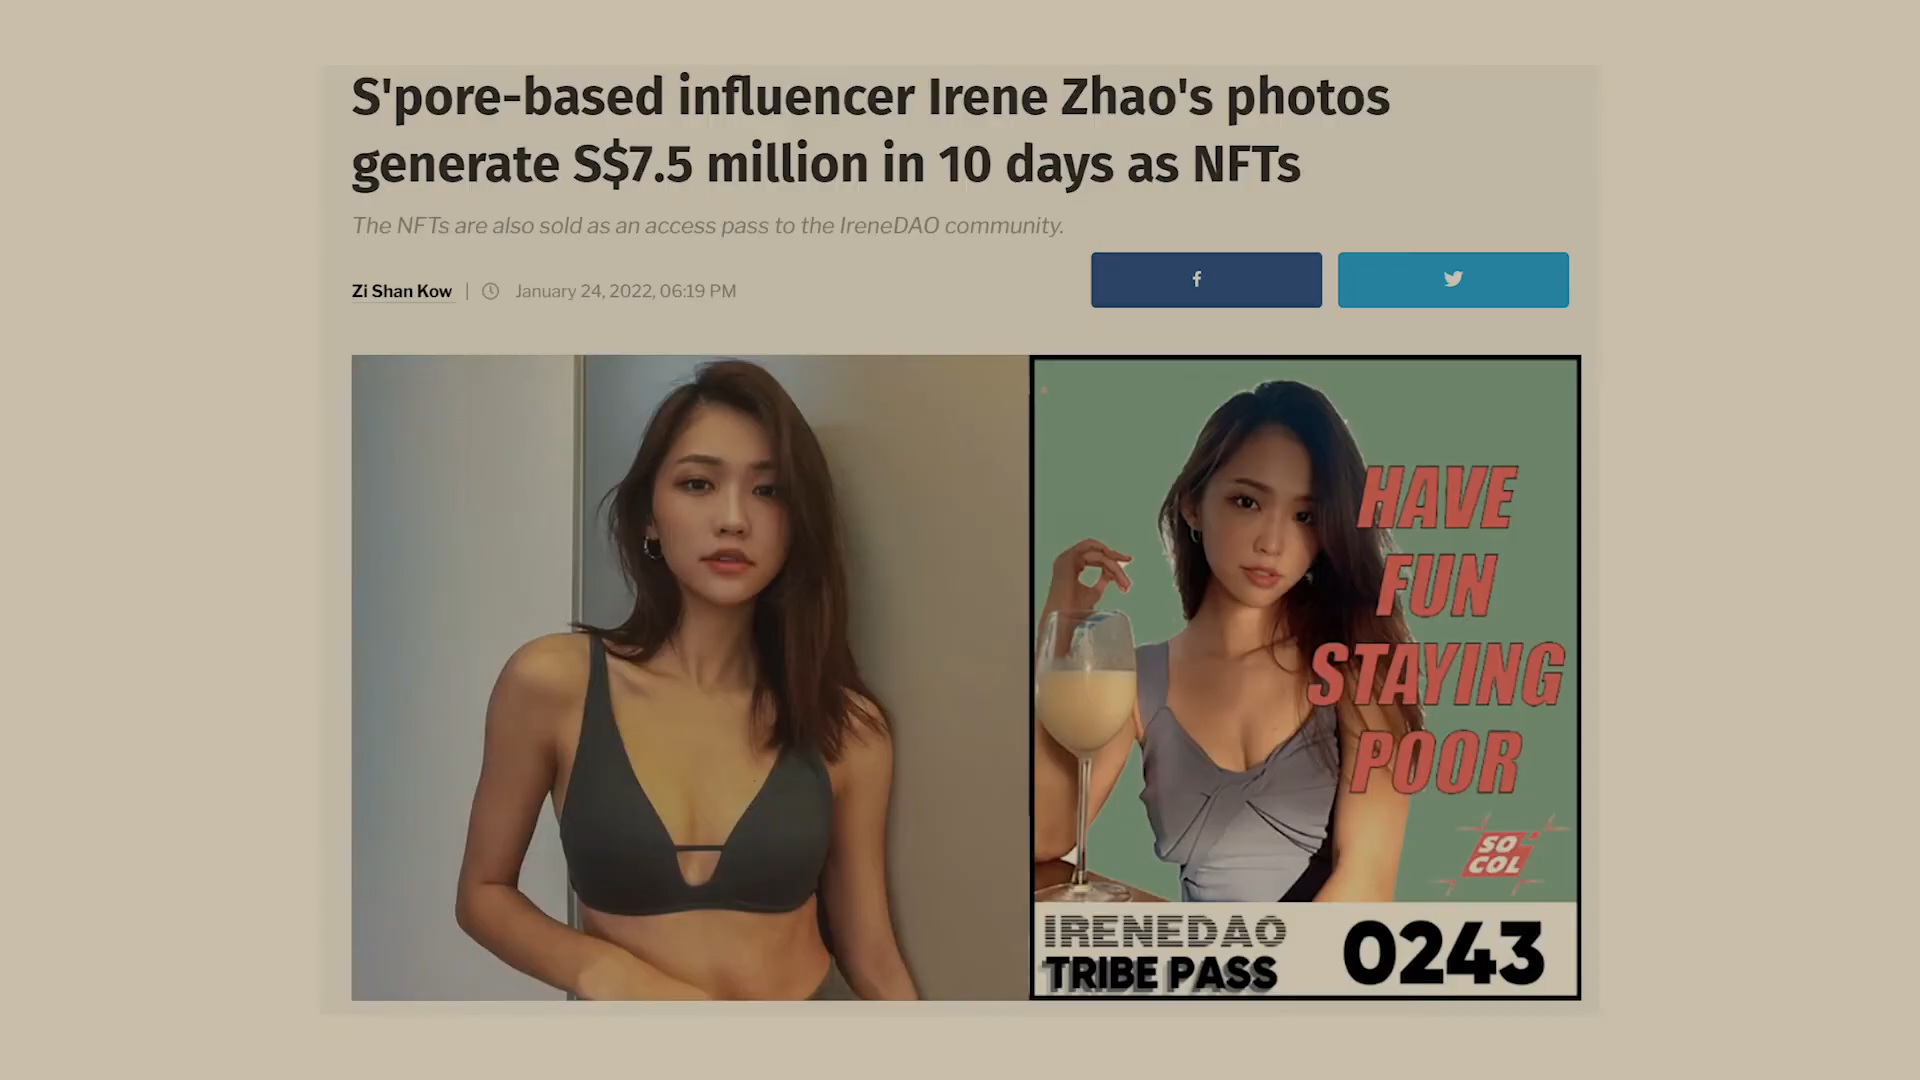 S'pore-based influencer Irene Zhao's photos
generate S$7.5 million in 10 days as NFTs
The NFTs are also sold as an access pass to the IreneDAO community.
Zi Shan Kow | January 24, 2022, 06:19 PM
HAVE
FUN
STAYING
POOR
SO
COL
IRENEDAO
TRIBE PASS
0243